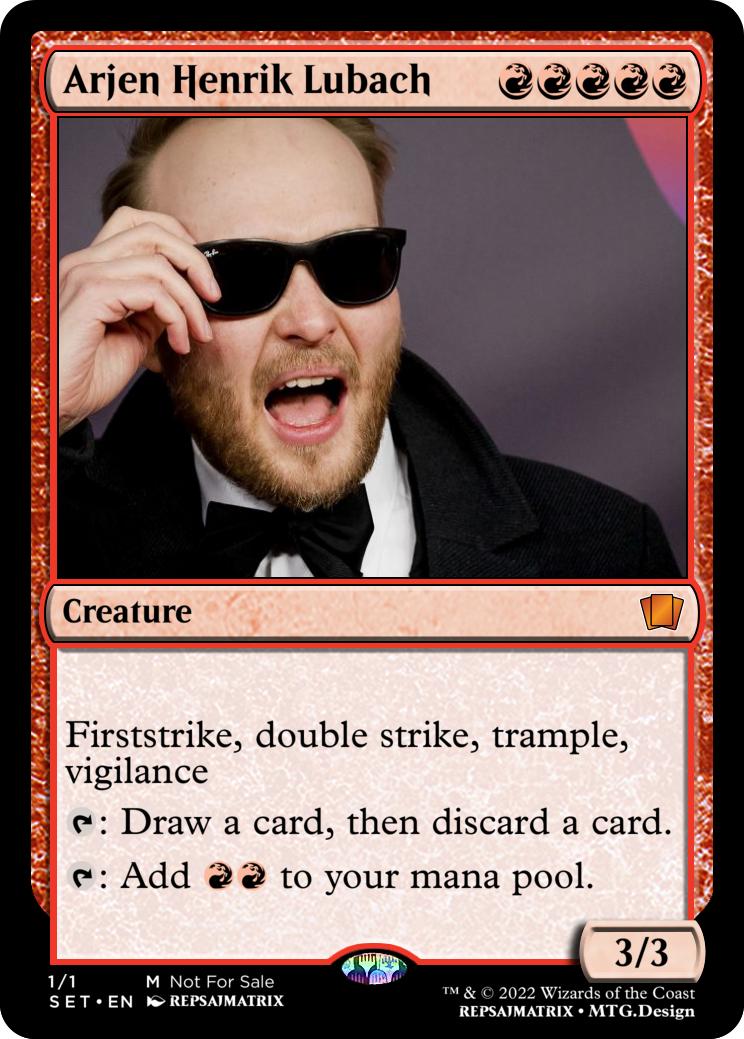 Arjen Henrik Lubach
Ray-Ban
Creature
Firststrike, double strike, trample,
vigilance
: Draw a card, then discard a card.
: Add to your mana pool.
3/3
1/1 M Not For Sale
SET • EN REPSAJMATRIX
™ & © 2022 Wizards of the Coast
REPSAJMATRIX • MTG.Design